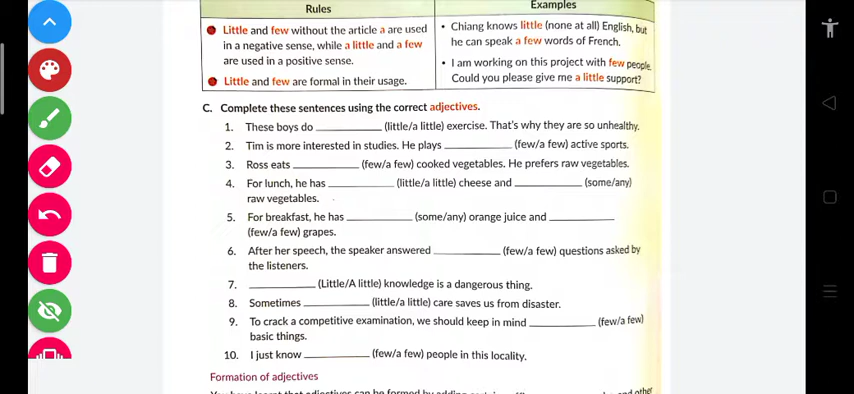 Rules
Examples
Little and few without the article a are used
in a negative sense, while a little and a few
are used in a positive sense.
Little and few are formal in their usage.
• Chiang knows little (none at all) English, but
he can speak a few words of French.
• I am working on this project with few people.
Could you please give me a little support?
C. Complete these sentences using the correct adjectives.
1. These boys do __________ (little/a little) exercise. That's why they are so unhealthy.
2. Tim is more interested in studies. He plays __________ (few/a few) active sports.
3. Ross eats __________ (few/a few) cooked vegetables. He prefers raw vegetables.
4. For lunch, he has __________ (little/a little) cheese and __________ (some/any)
raw vegetables.
5. For breakfast, he has __________ (some/any) orange juice and __________
(few/a few) grapes.
6. After her speech, the speaker answered __________ (few/a few) questions asked by
the listeners.
7. __________ (Little/A little) knowledge is a dangerous thing.
8. Sometimes __________ (little/a little) care saves us from disaster.
9. To crack a competitive examination, we should keep in mind __________ (few/a few)
basic things.
10. I just know __________ (few/a few) people in this locality.
Formation of adjectives